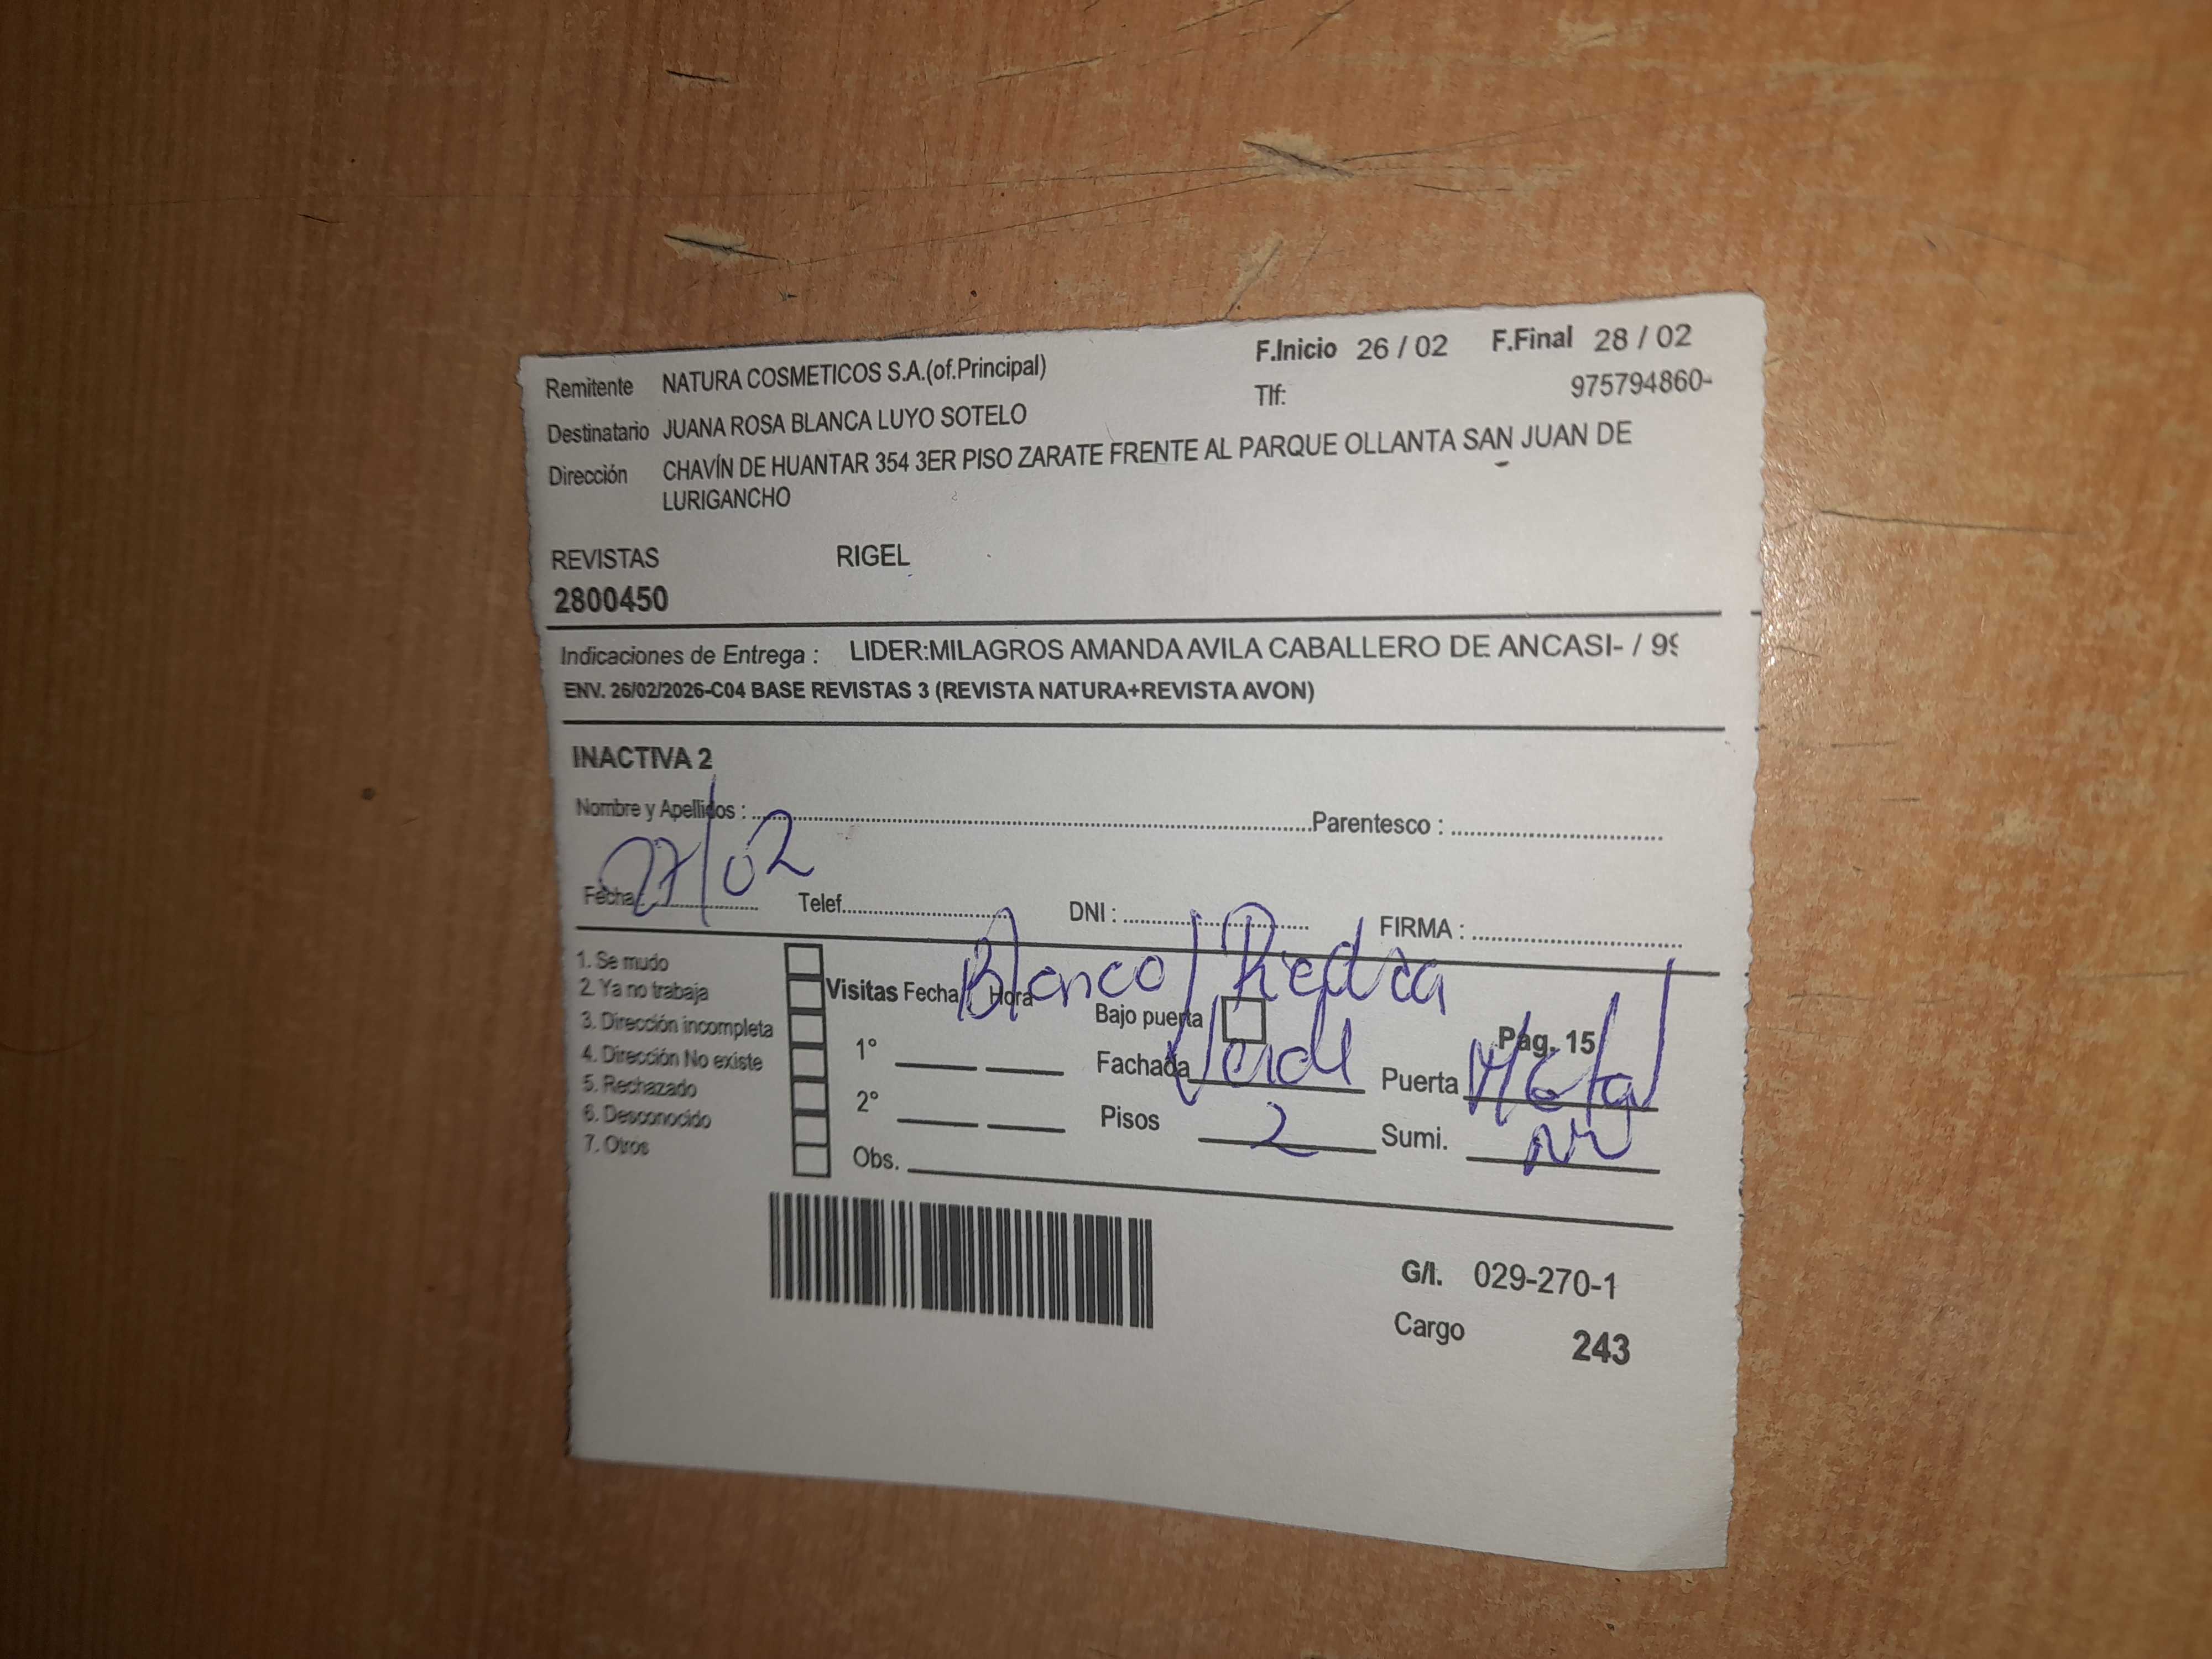 F.Inicio 26 / 02 F.Final 28 / 02
Remitente NATURA COSMETICOS S.A.(of.Principal)
Tlf: 975794860-
Destinatario JUANA ROSA BLANCA LUYO SOTELO
Dirección CHAVÍN DE HUANTAR 354 3ER PISO ZARATE FRENTE AL PARQUE OLLANTA SAN JUAN DE
LURIGANCHO
REVISTAS RIGEL
2800450
Indicaciones de Entrega : LIDER:MILAGROS AMANDA AVILA CABALLERO DE ANCASI- / 99
ENV. 26/02/2026-C04 BASE REVISTAS 3 (REVISTA NATURA+REVISTA AVON)
INACTIVA 2
Nombre y Apellidos : Parentesco :
27/02
Fecha: Telef. DNI : FIRMA :
Blanco/Piedra
1. Se mudo
2. Ya no trabaja
3. Dirección incompleta
4. Dirección No existe
5. Rechazado
6. Desconocido
7. Otros
Visitas Fecha / Hora
1°
2°
Obs.
Bajo puerta
Pág. 15
Fachada Verde Puerta Metal
Pisos 2 Sumi.
G/I. 029-270-1
Cargo 243